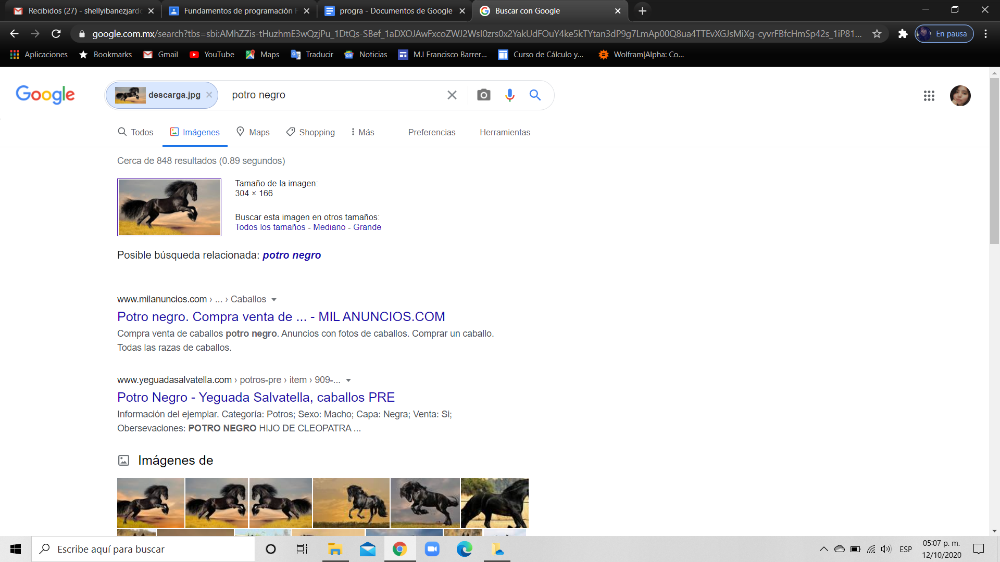 Recibidos (27) - shellyibanezjard
Fundamentos de programación
progra - Documentos de Google
Buscar con Google
google.com.mx/search?tbs=sbi:AMhZZis-tHuzhmE3wQzjPu_1DtQs-SBef_1aDXOJAwFxcoZWJ2WsI0zrs0x2YakUdFOuY4ke5kTYtan3dP9g7LmAp00Q8ua4TTEvXGJsMiXg-cyvrFBfcHmSp42s_1iP81...
En pausa
Aplicaciones
Bookmarks
Gmail
YouTube
Maps
Traducir
Noticias
M.I Francisco Barrer...
Curso de Cálculo y...
Wolfram|Alpha: Co...
Google
descarga.jpg
potro negro
Todos
Imágenes
Maps
Shopping
Más
Preferencias
Herramientas
Cerca de 848 resultados (0.89 segundos)
Tamaño de la imagen:
304 × 166
Buscar esta imagen en otros tamaños:
Todos los tamaños - Mediano - Grande
Posible búsqueda relacionada: potro negro
www.milanuncios.com › ... › Caballos
Potro negro. Compra venta de ... - MIL ANUNCIOS.COM
Compra venta de caballos potro negro. Anuncios con fotos de caballos. Comprar un caballo.
Todas las razas de caballos.
www.yeguadasalvatella.com › potros-pre › item › 909-...
Potro Negro - Yeguada Salvatella, caballos PRE
Información del ejemplar. Categoría: Potros; Sexo: Macho; Capa: Negra; Venta: Si;
Obersevaciones: POTRO NEGRO HIJO DE CLEOPATRA ...
Imágenes de
Escribe aquí para buscar
ESP
05:07 p. m.
12/10/2020